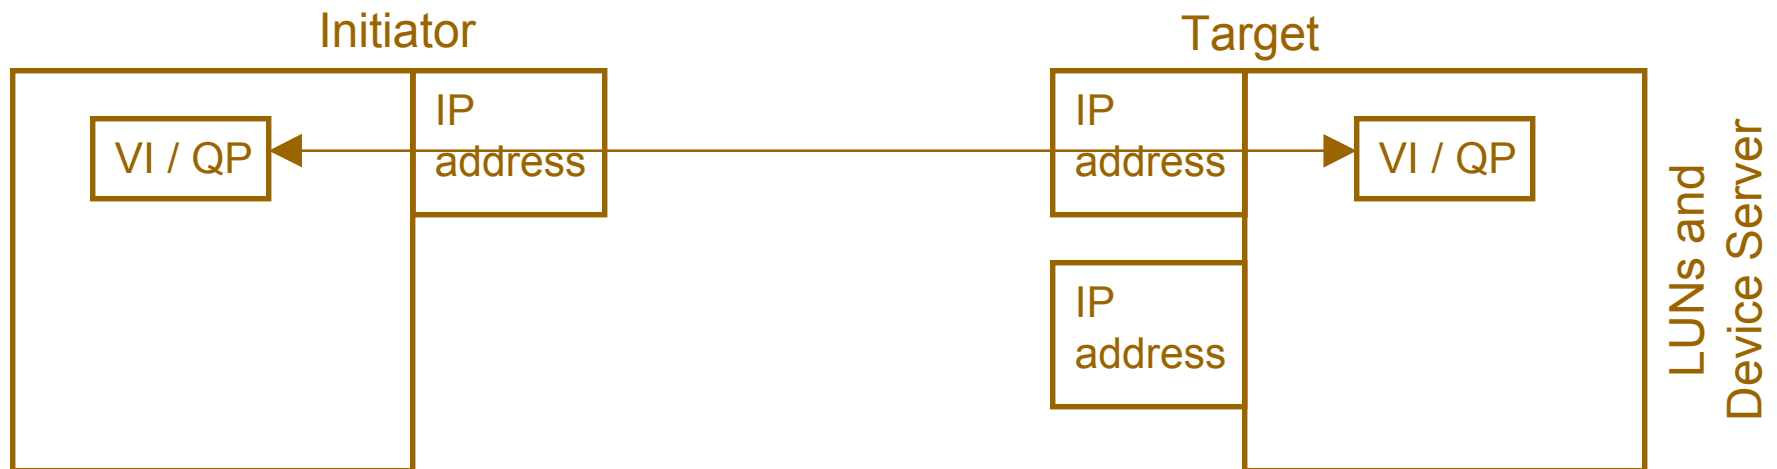 Initiator
Target
IP
address
VI / QP
IP
address
VI / QP
IP
address
LUNs and
Device Server